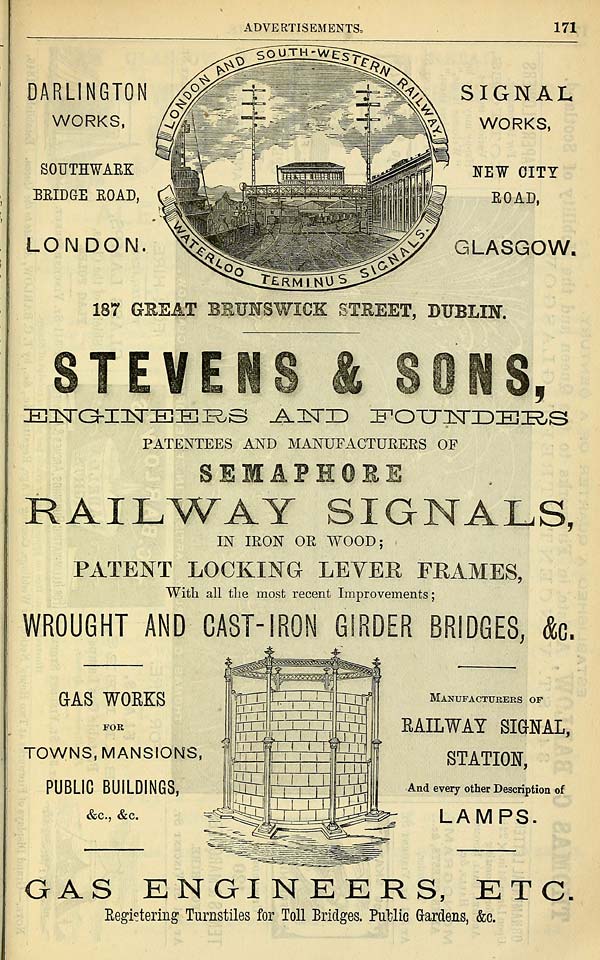 ADVERTISEMENTS. 171
LONDON AND SOUTH-WESTERN RAILWAY.
WATERLOO TERMINUS SIGNALS.
DARLINGTON
WORKS,
SOUTHWARK
BRIDGE ROAD,
LONDON.
SIGNAL
WORKS,
NEW CITY
ROAD,
GLASGOW.
187 GREAT BRUNSWICK STREET, DUBLIN.
STEVENS & SONS,
ENGINEERS AND FOUNDERS
PATENTEES AND MANUFACTURERS OF
SEMAPHORE
RAILWAY SIGNALS,
IN IRON OR WOOD;
PATENT LOCKING LEVER FRAMES,
With all the most recent Improvements;
WROUGHT AND CAST-IRON GIRDER BRIDGES, &c.
GAS WORKS
FOR
TOWNS, MANSIONS,
PUBLIC BUILDINGS,
&c., &c.
MANUFACTURERS OF
RAILWAY SIGNAL,
STATION,
And every other Description of
LAMPS.
GAS ENGINEERS, ETC.
Registering Turnstiles for Toll Bridges. Public Gardens, &c.